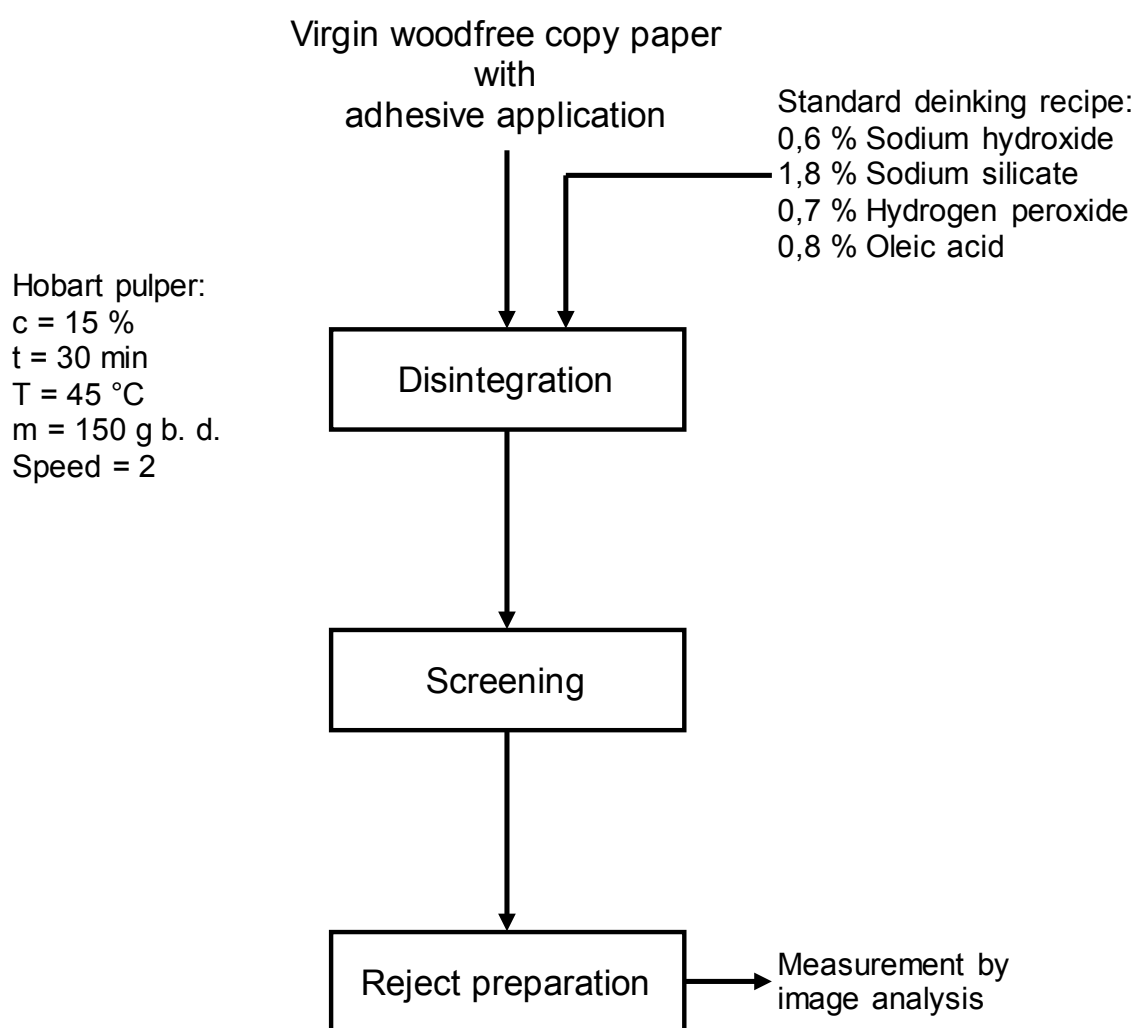 Virgin woodfree copy paper
with
adhesive application
Standard deinking recipe:
0,6 % Sodium hydroxide
1,8 % Sodium silicate
0,7 % Hydrogen peroxide
0,8 % Oleic acid
Hobart pulper:
c = 15 %
t = 30 min
T = 45 °C
m = 150 g b. d.
Speed = 2
Disintegration
Screening
Reject preparation
Measurement by
image analysis